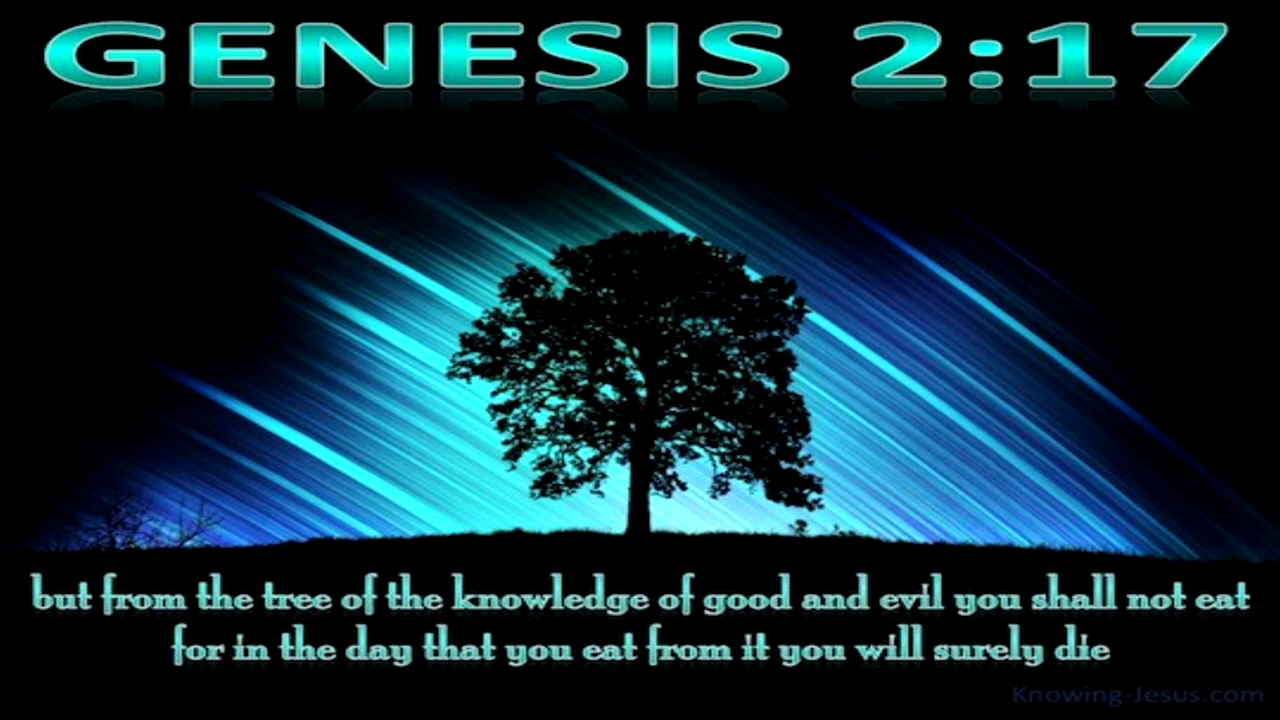 GENESIS 2:17
but from the tree of the knowledge of good and evil you shall not eat
for in the day that you eat from it you will surely die
Knowing-Jesus.com